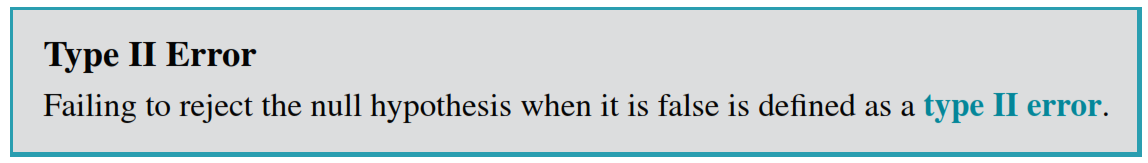 Type II Error
Failing to reject the null hypothesis when it is false is defined as a type II error.